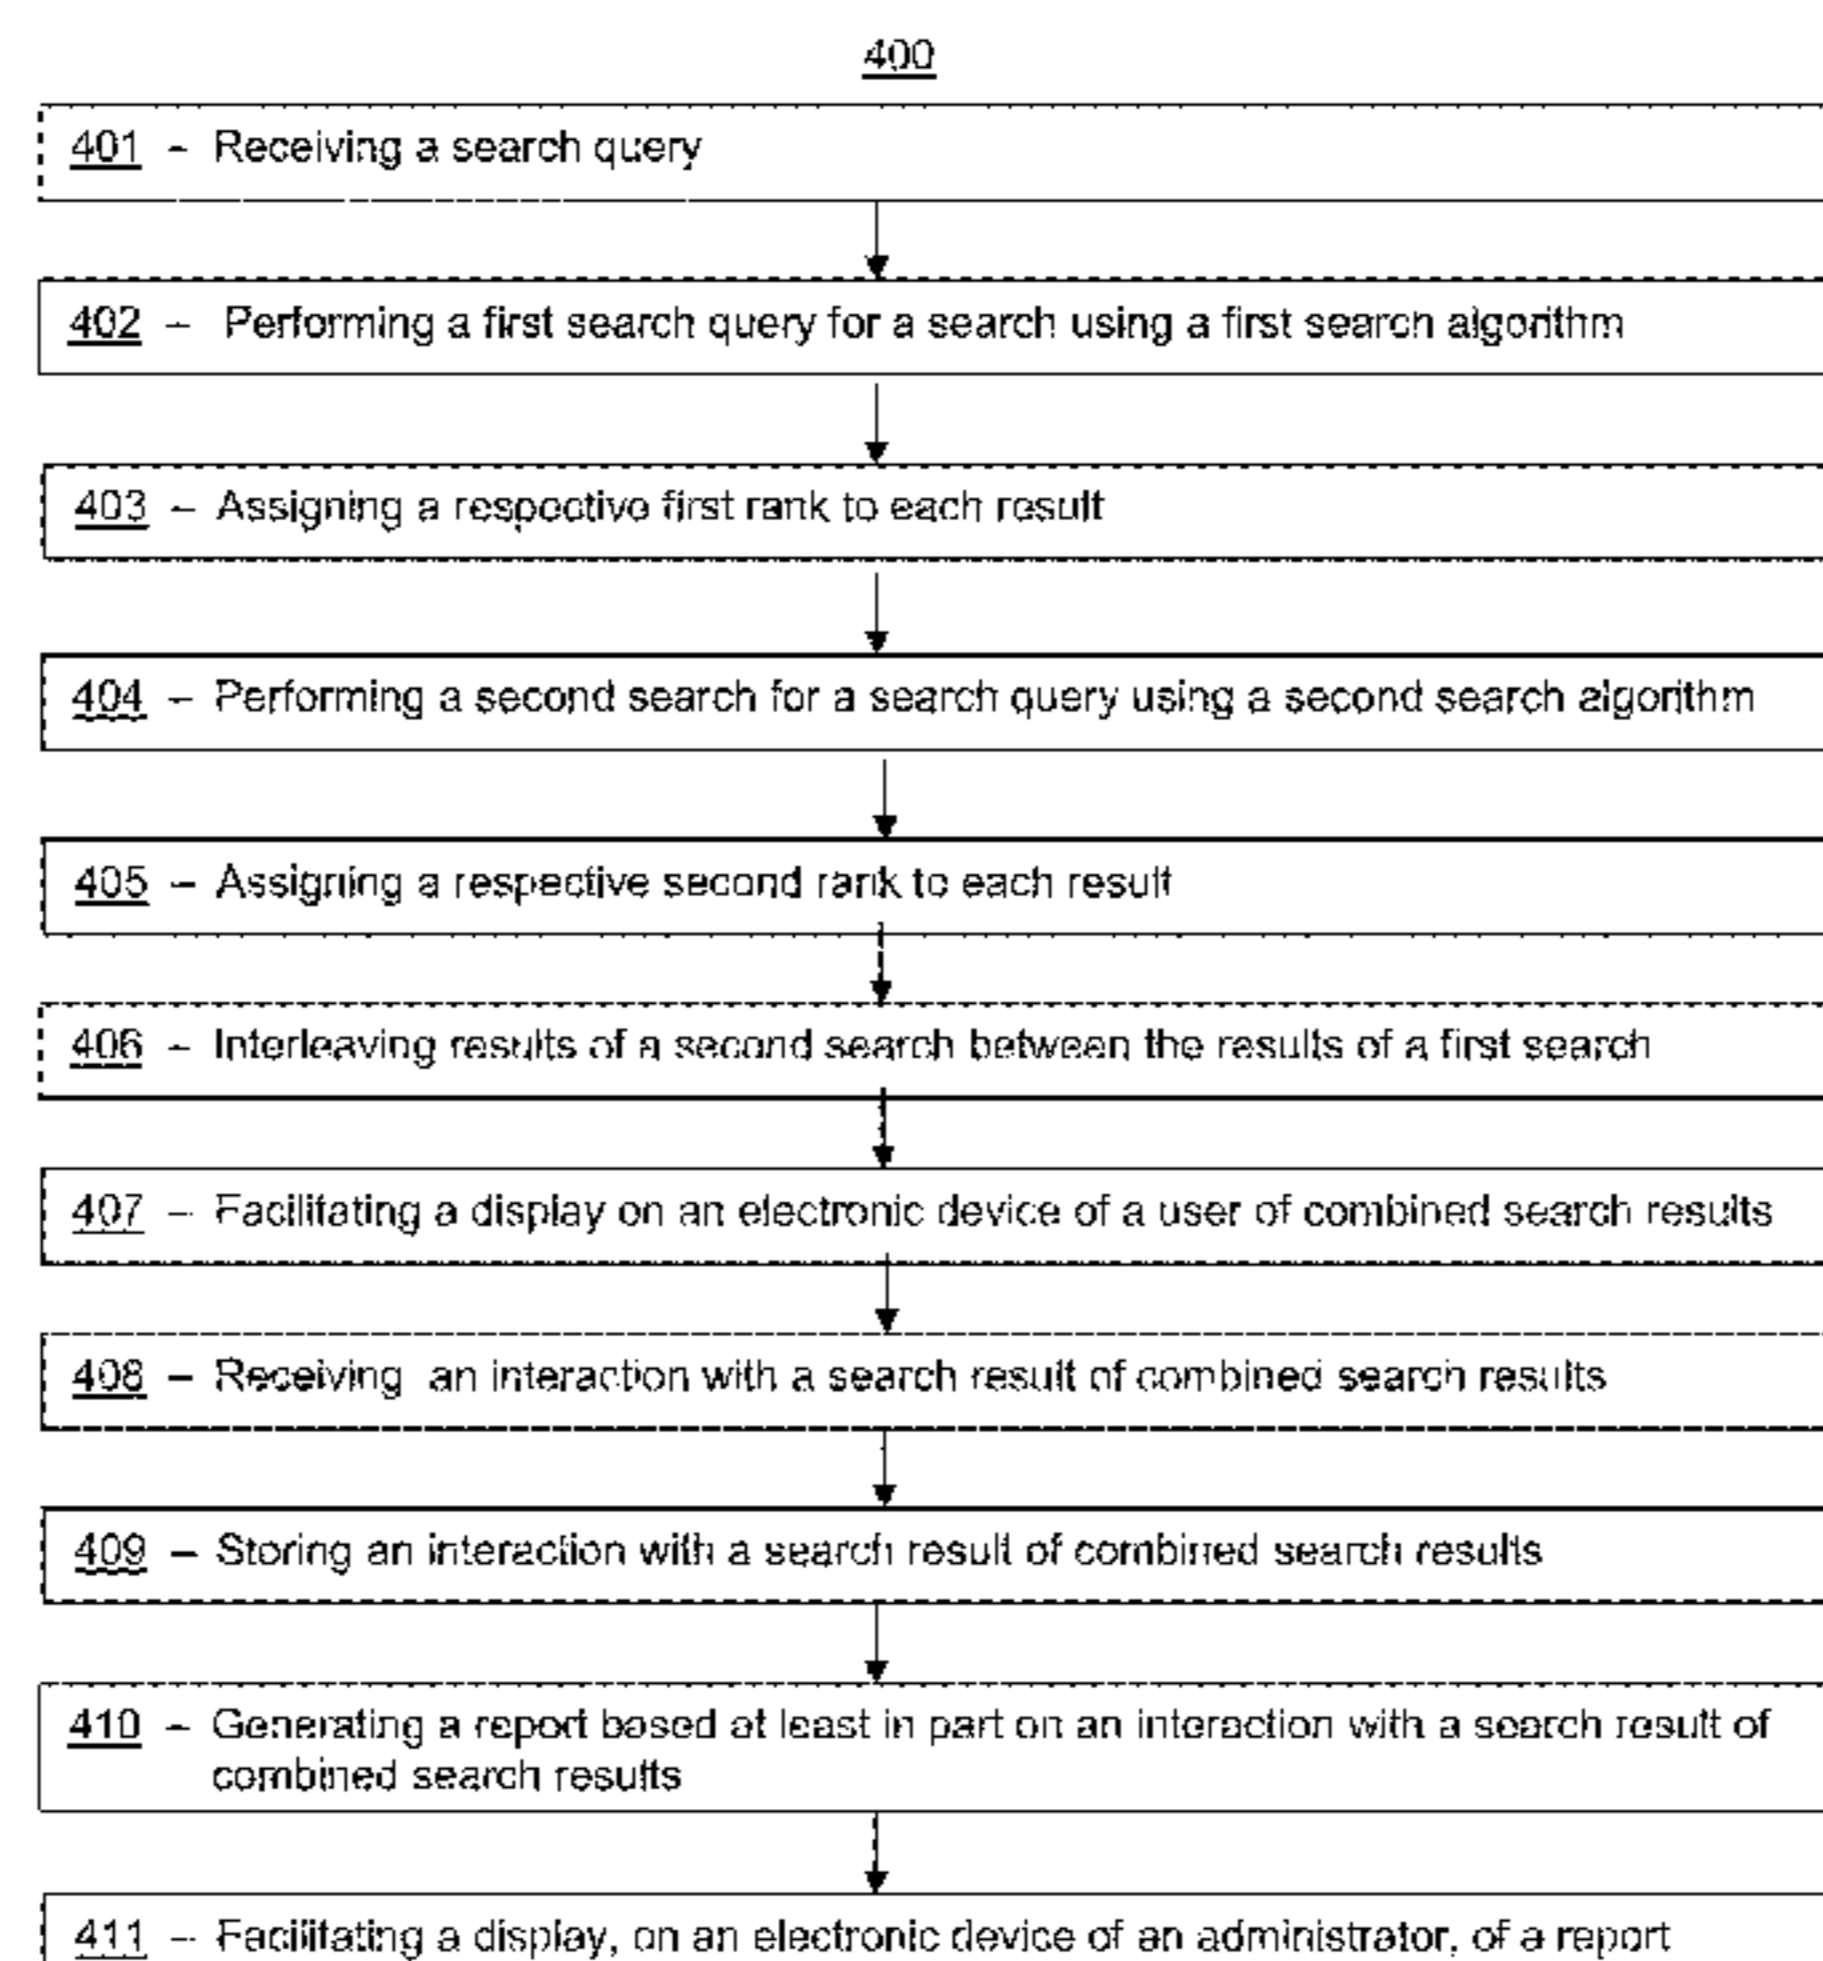 400
401 – Receiving a search query
402 – Performing a first search query for a search using a first search algorithm
403 – Assigning a respective first rank to each result
404 – Performing a second search for a search query using a second search algorithm
405 – Assigning a respective second rank to each result
406 – Interleaving results of a second search between the results of a first search
407 – Facilitating a display on an electronic device of a user of combined search results
408 – Receiving an interaction with a search result of combined search results
409 – Storing an interaction with a search result of combined search results
410 – Generating a report based at least in part on an interaction with a search result of
combined search results
411 – Facilitating a display, on an electronic device of an administrator, of a report